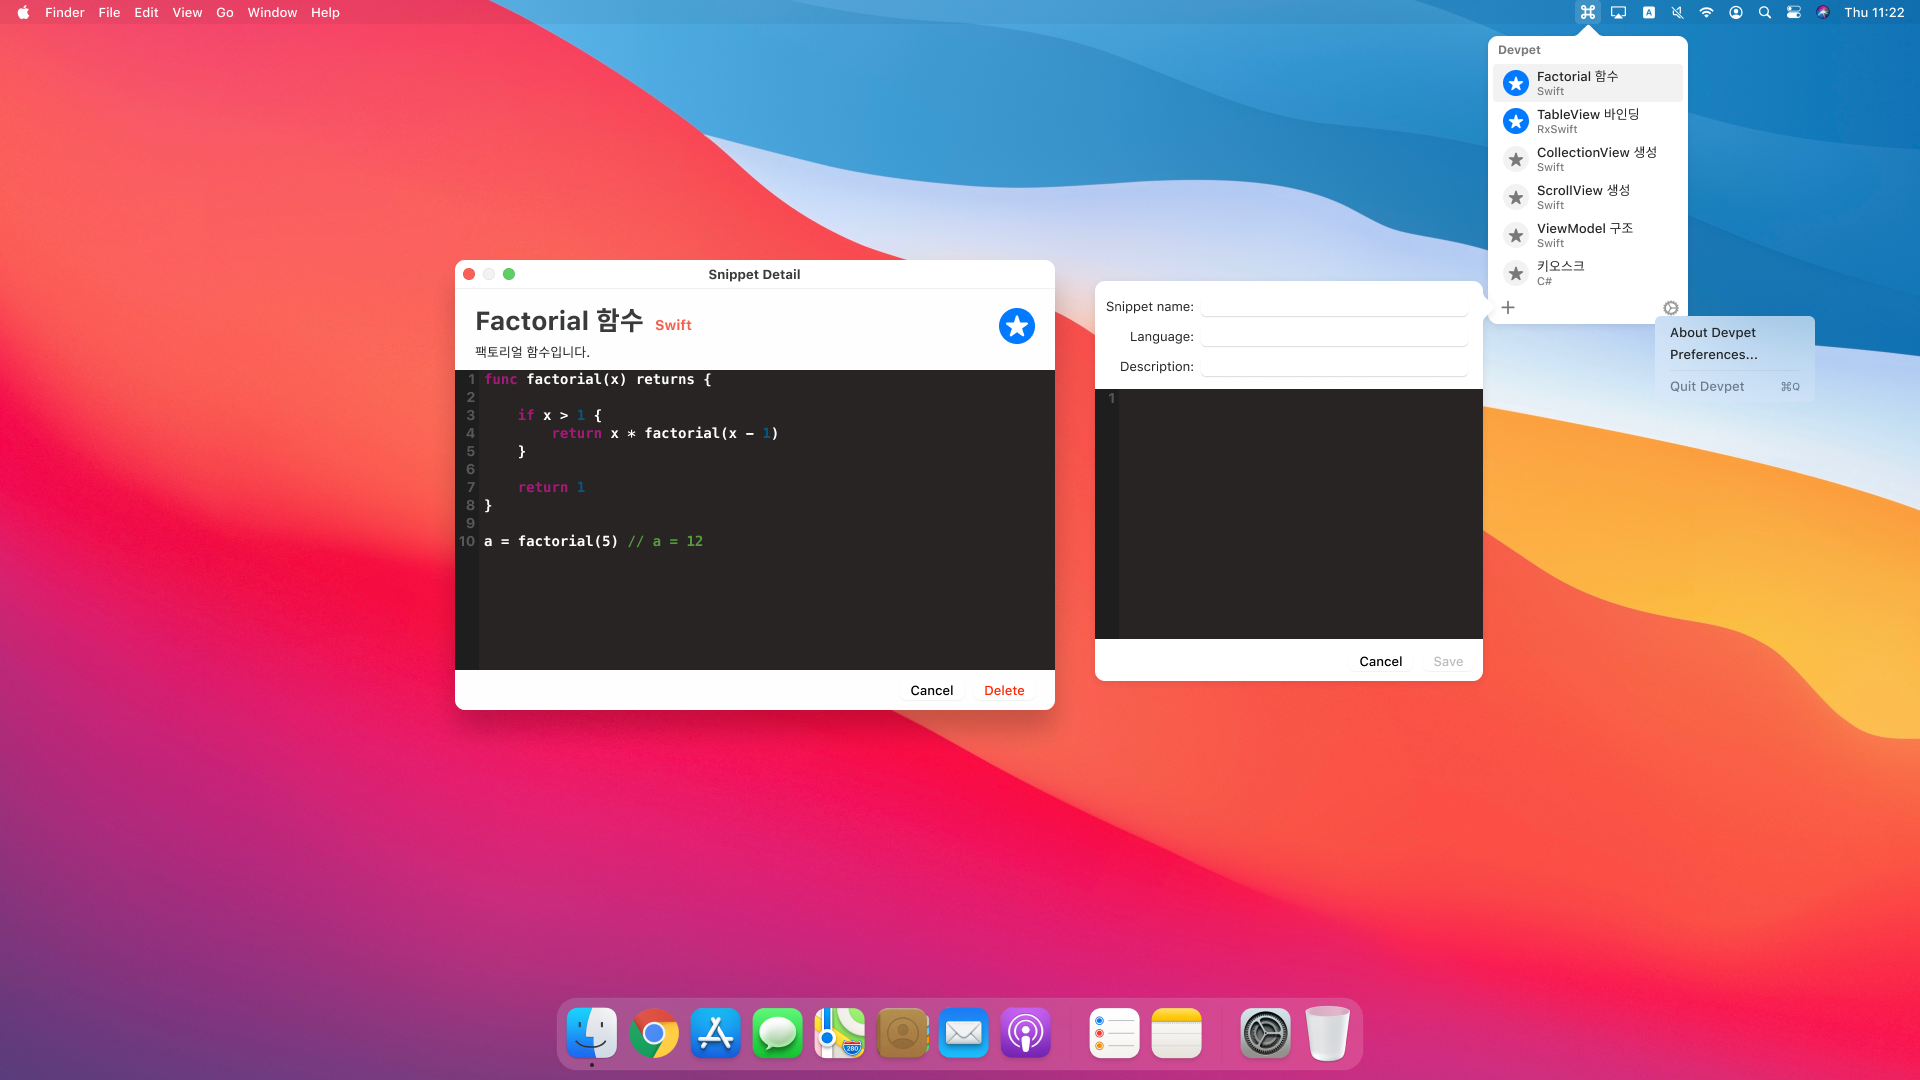 Finder File Edit View Go Window Help
A
Thu 11:22
Devpet
Factorial 함수
Swift
TableView 바인딩
RxSwift
CollectionView 생성
Swift
ScrollView 생성
Swift
ViewModel 구조
Swift
키오스크
C#
About Devpet
Preferences...
Quit Devpet ⌘Q
Snippet Detail
Factorial 함수 Swift
팩토리얼 함수입니다.
1 func factorial(x) returns {
2
3 if x > 1 {
4 return x * factorial(x - 1)
5 }
6
7 return 1
8 }
9
10 a = factorial(5) // a = 12
Cancel Delete
Snippet name:
Language:
Description:
1
Cancel Save
280